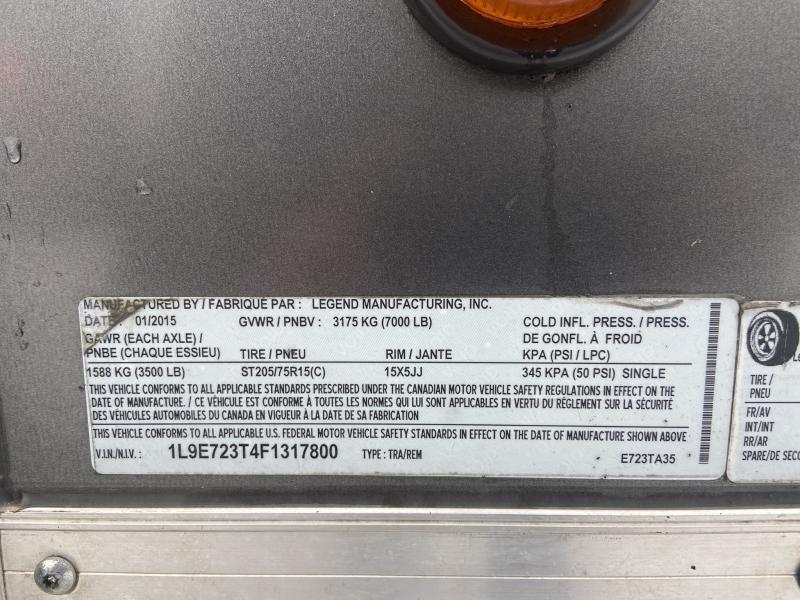 MANUFACTURED BY / FABRIQUE PAR : LEGEND MANUFACTURING, INC.
DATE : 01/2015 GVWR / PNBV : 3175 KG (7000 LB) COLD INFL. PRESS. / PRESS.
GAWR (EACH AXLE) / DE GONFL. À FROID
PNBE (CHAQUE ESSIEU) TIRE / PNEU RIM / JANTE KPA (PSI / LPC)
1588 KG (3500 LB) ST205/75R15(C) 15X5JJ 345 KPA (50 PSI) SINGLE
THIS VEHICLE CONFORMS TO ALL APPLICABLE STANDARDS PRESCRIBED UNDER THE CANADIAN MOTOR VEHICLE SAFETY REGULATIONS IN EFFECT ON THE
DATE OF MANUFACTURE. / CE VÉHICULE EST CONFORME À TOUTES LES NORMES QUI LUI SONT APPLICABLES EN VERTU DU RÉGLEMENT SUR LA SÉCURITÉ
DES VÉHICULES AUTOMOBILES DU CANADA EN VIGUEUR À LA DATE DE SA FABRICATION
THIS VEHICLE CONFORMS TO ALL APPLICABLE U.S. FEDERAL MOTOR VEHICLE SAFETY STANDARDS IN EFFECT ON THE DATE OF MANUFACTURE SHOWN ABOVE
V.I.N./N.I.V. : 1L9E723T4F1317800 TYPE : TRA/REM E723TA35
TIRE /
PNEU
FR/AV
INT/INT
RR/AR
SPARE/DE